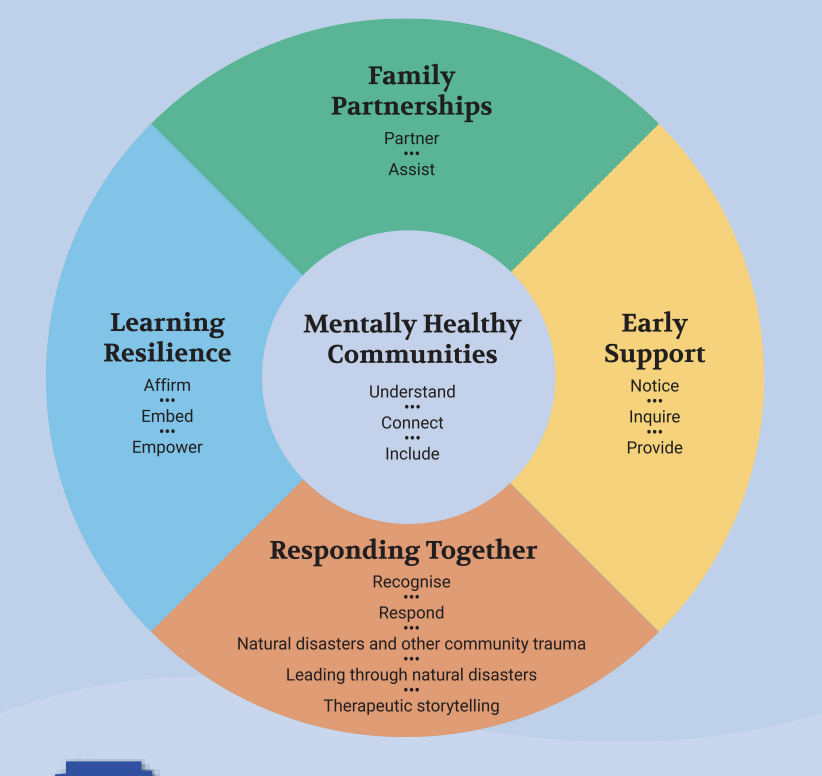 Family
Partnerships
Partner
•••
Assist
Learning
Resilience
Affirm
•••
Embed
•••
Empower
Mentally Healthy
Communities
Understand
•••
Connect
•••
Include
Early
Support
Notice
•••
Inquire
•••
Provide
Responding Together
Recognise
•••
Respond
•••
Natural disasters and other community trauma
•••
Leading through natural disasters
•••
Therapeutic storytelling